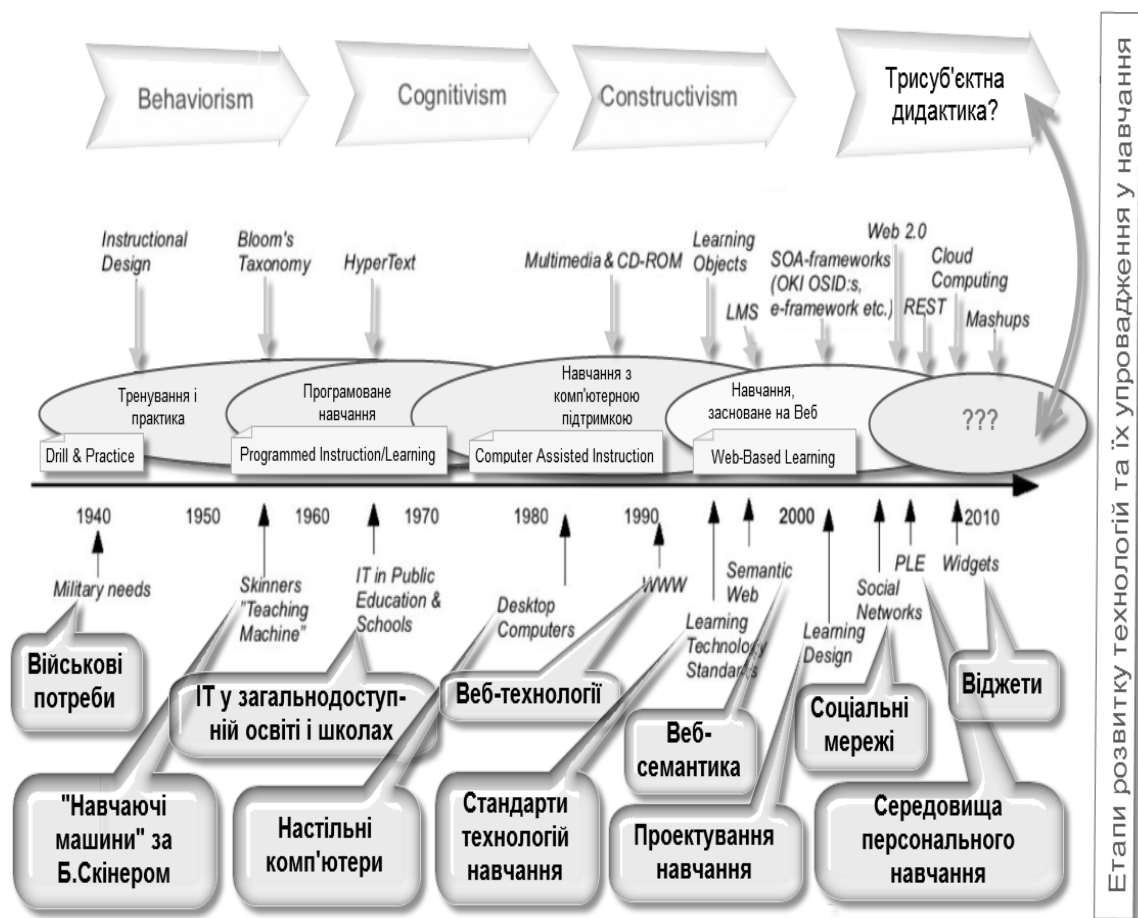 Behaviorism
Cognitivism
Constructivism
Трисуб'єктна
дидактика?
Етапи розвитку технологій та їх упровадження у навчання
Instructional
Design
Bloom's
Taxonomy
HyperText
Multimedia & CD-ROM
Learning
Objects
LMS
SOA-frameworks
(OKI OSID:s,
e-framework etc.)
Web 2.0
REST
Cloud
Computing
Mashups
Тренування і
практика
Drill & Practice
Програмоване
навчання
Programmed Instruction/Learning
Навчання з
комп'ютерною
підтримкою
Computer Assisted Instruction
Навчання,
засноване на Веб
Web-Based Learning
???
1940
1950
1960
1970
1980
1990
2000
2010
Military needs
Skinners
"Teaching
Machine"
IT in Public
Education &
Schools
Desktop
Computers
WWW
Learning
Technology
Standards
Semantic
Web
Learning
Design
Social
Networks
PLE
Widgets
Військові
потреби
ІТ у загальнодоступ-
ній освіті і школах
Веб-технології
Веб-
семантика
Соціальні
мережі
Віджети
"Навчаючі
машини" за
Б.Скінером
Настільні
комп'ютери
Стандарти
технологій
навчання
Проектування
навчання
Середовища
персонального
навчання